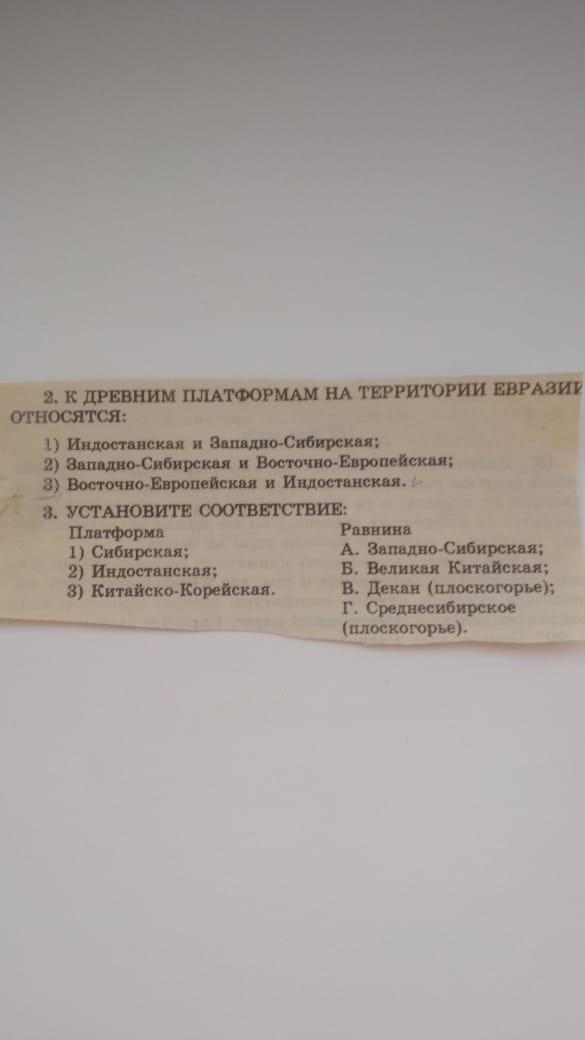 2. К ДРЕВНИМ ПЛАТФОРМАМ НА ТЕРРИТОРИИ ЕВРАЗИИ
ОТНОСЯТСЯ:
1) Индостанская и Западно-Сибирская;
2) Западно-Сибирская и Восточно-Европейская;
3) Восточно-Европейская и Индостанская.
3. УСТАНОВИТЕ СООТВЕТСТВИЕ:
Платформа Равнина
1) Сибирская; А. Западно-Сибирская;
2) Индостанская; Б. Великая Китайская;
3) Китайско-Корейская. В. Декан (плоскогорье);
Г. Среднесибирское
(плоскогорье).